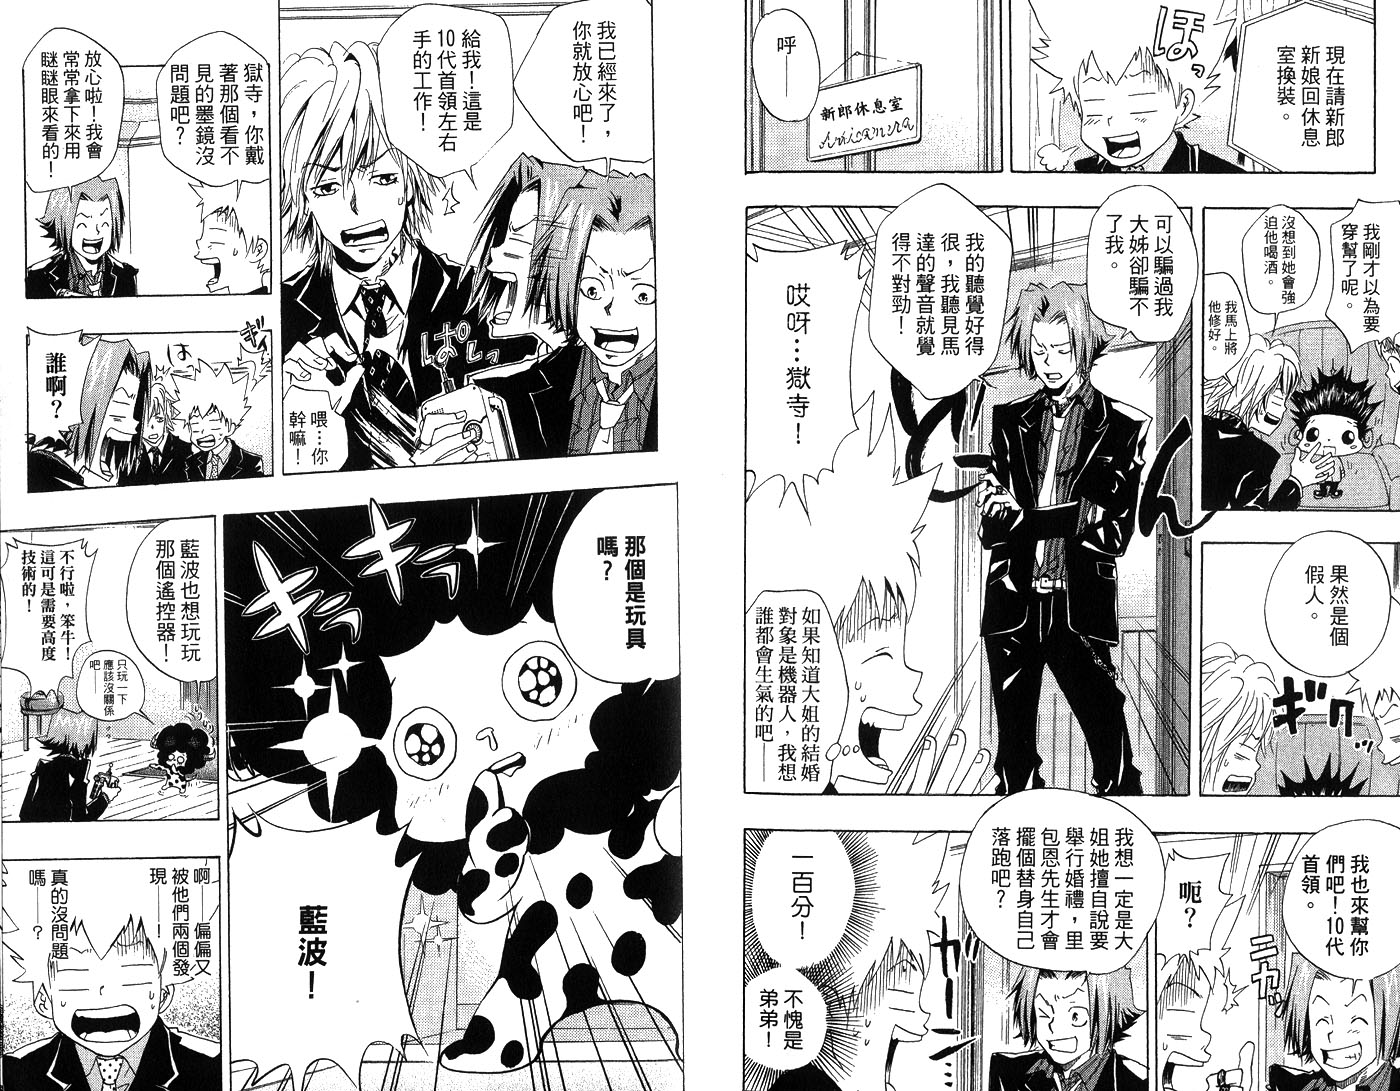 現在請新郎
新娘回休息
室換裝。
ほっ
新郎休息室
呼
我剛才以為要
穿幫了呢。
沒想到她會強
迫他喝酒。
我馬上將
他修好。
可以騙過我
大姊卻騙不
了我。
我的聽覺好得
很，我聽見馬
達的聲音就覺
得不對勁！
哎呀…獄寺！
果然是個
假人。
ギクッ
如果知道大姐的結婚
對象是機器人，我想
誰都會生氣的吧——
我也來幫你
們吧！10代
首領。
ニカッ
呃？
我想一定是大
姐她擅自說要
舉行婚禮，里
包恩先生才會
擺個替身自己
落跑吧？
一百分！
不愧是
弟弟！
我已經來了，
你就放心吧！
給我！這是
10代首領左右
手的工作！
ぱっ
喂…你
幹嘛！
獄寺，你戴
著那個看不
見的墨鏡沒
問題吧？
放心啦！我會
常常拿下來用
瞇瞇眼來看的！
ギャ
は
誰啊？
那個是玩具
嗎？
キラキラ
藍波！
藍波也想玩玩
那個遙控器！
不行啦，笨牛！
這可是需要高度
技術的！
只玩一下
應該沒關係
吧……
啊——偏偏又
被他們兩個發
現！
真的沒問題
嗎——？